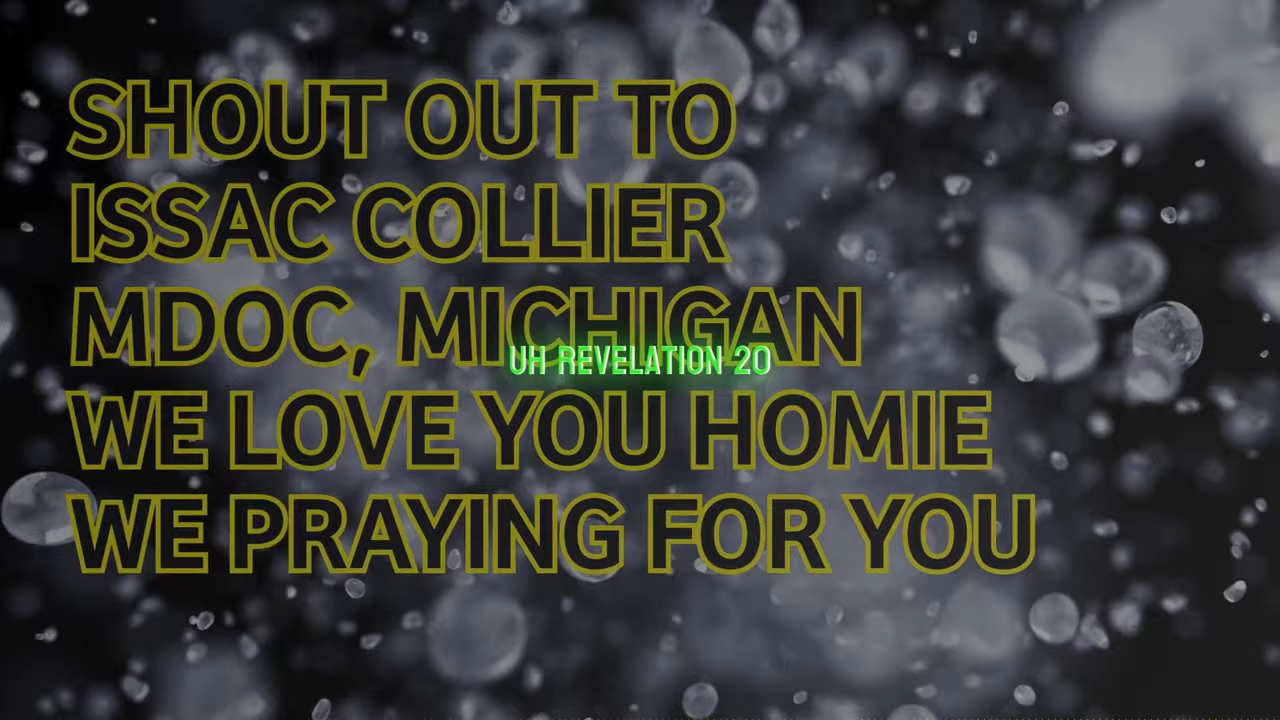 SHOUT OUT TO
ISSAC COLLIER
MDOC, MICHIGAN
UH REVELATION 20
WE LOVE YOU HOMIE
WE PRAYING FOR YOU